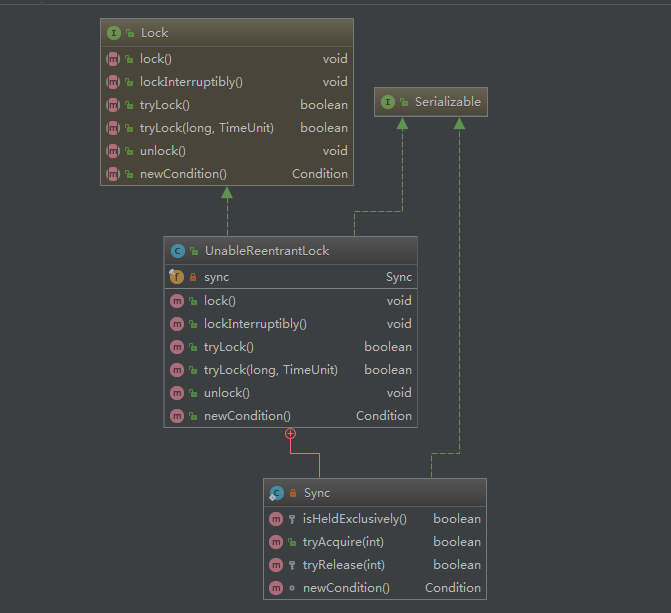 Lock
lock() void
lockInterruptibly() void
tryLock() boolean
tryLock(long, TimeUnit) boolean
unlock() void
newCondition() Condition
Serializable
UnableReentrantLock
sync Sync
lock() void
lockInterruptibly() void
tryLock() boolean
tryLock(long, TimeUnit) boolean
unlock() void
newCondition() Condition
Sync
isHeldExclusively() boolean
tryAcquire(int) boolean
tryRelease(int) boolean
newCondition() Condition